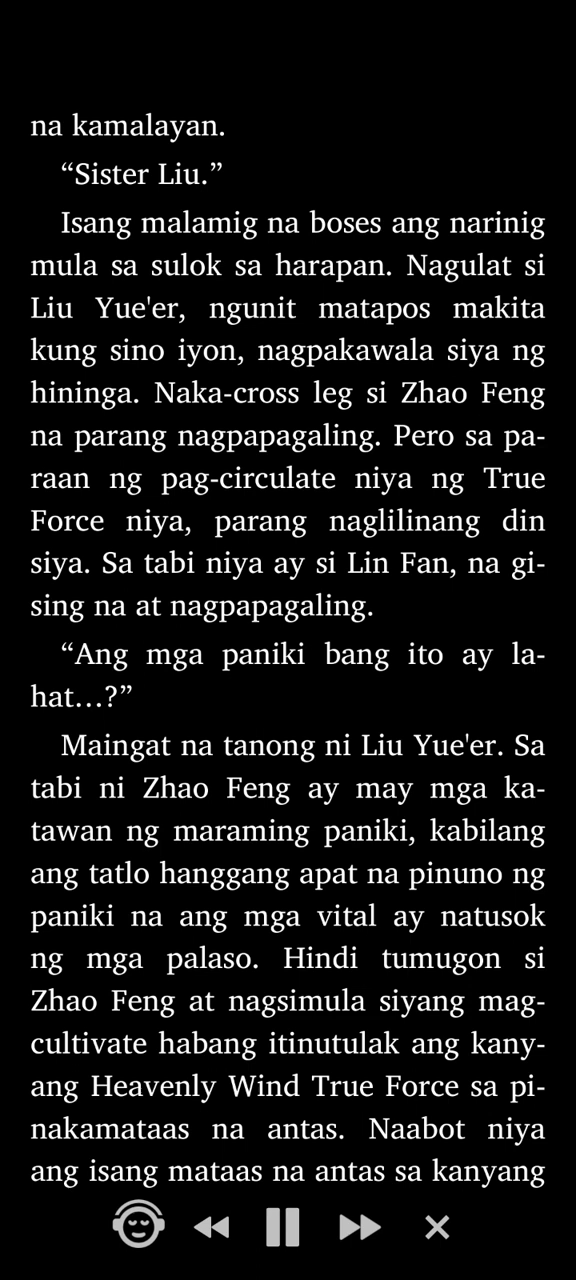 na kamalayan.
“Sister Liu.”
Isang malamig na boses ang narinig
mula sa sulok sa harapan. Nagulat si
Liu Yue'er, ngunit matapos makita
kung sino iyon, nagpakawala siya ng
hininga. Naka-cross leg si Zhao Feng
na parang nagpapagaling. Pero sa pa-
raan ng pag-circulate niya ng True
Force niya, parang naglilinang din
siya. Sa tabi niya ay si Lin Fan, na gi-
sing na at nagpapagaling.
“Ang mga paniki bang ito ay la-
hat…?”
Maingat na tanong ni Liu Yue'er. Sa
tabi ni Zhao Feng ay may mga ka-
tawan ng maraming paniki, kabilang
ang tatlo hanggang apat na pinuno ng
paniki na ang mga vital ay natusok
ng mga palaso. Hindi tumugon si
Zhao Feng at nagsimula siyang mag-
cultivate habang itinutulak ang kany-
ang Heavenly Wind True Force sa pi-
nakamataas na antas. Naabot niya
ang isang mataas na antas sa kanyang